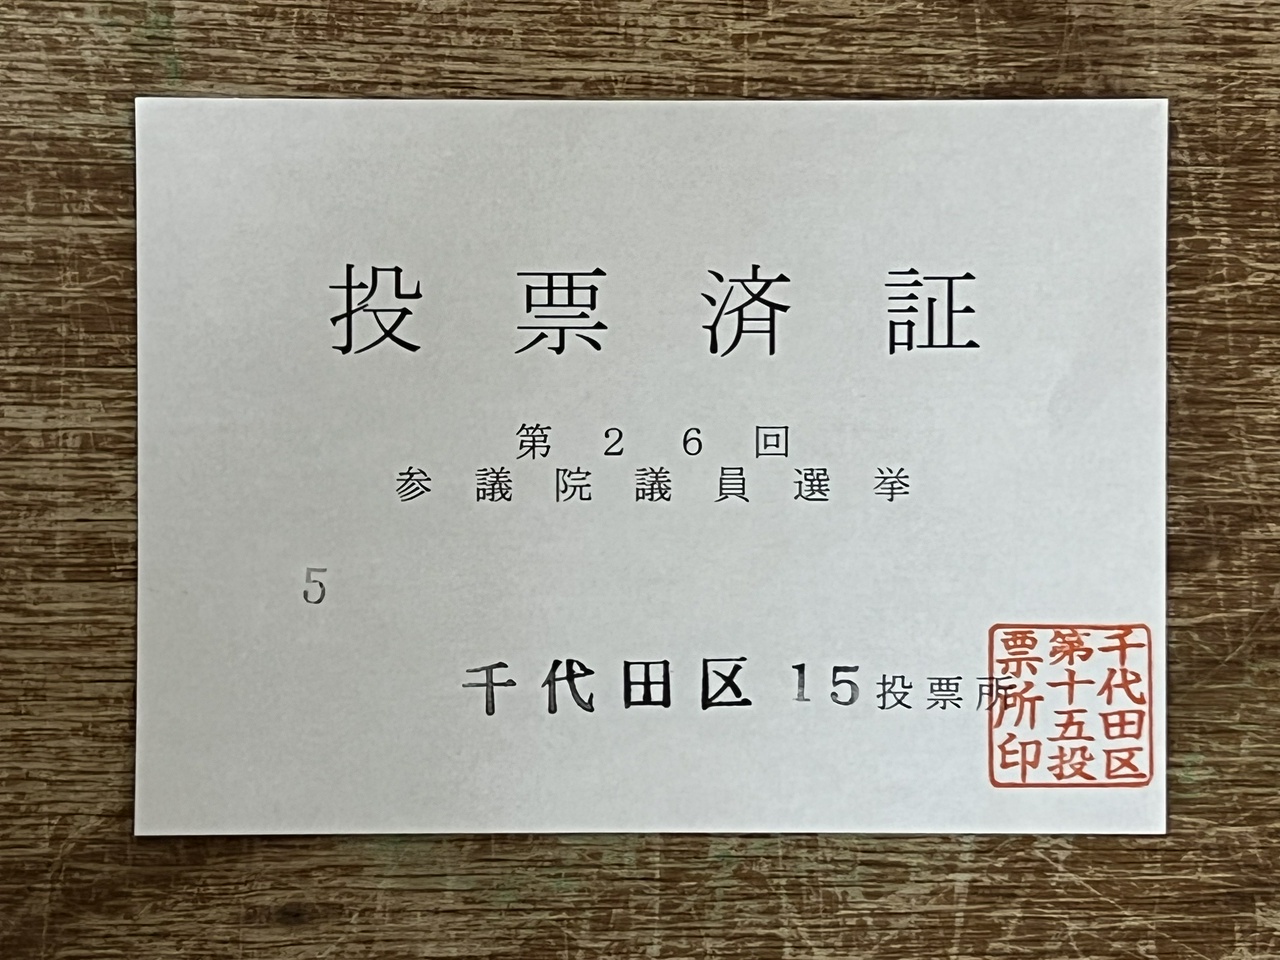 投票済証
第26回
参議院議員選挙
5
千代田区 15投票所
千代田区
第十五投
票所印